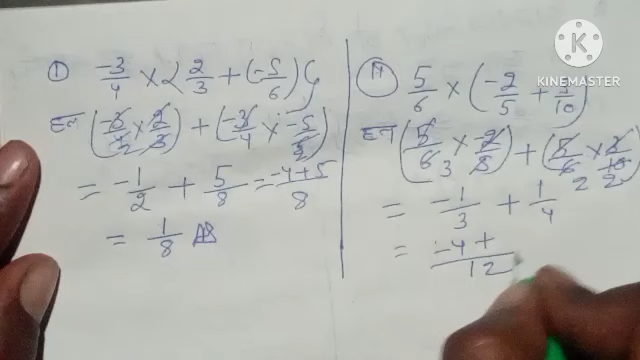 ① -3/4 × { 2/3 + (-5/6) }
हल (-3/4 × 2/3) + (-3/4 × -5/6)
= -1/2 + 5/8 = -4+5/8
= 1/8 Ans
5/6 × (-2/5 + 3/10)
हल (5/6 × -2/5) + (5/6 × 3/10)
= -1/3 + 1/4
= -4+/12
KINEMASTER